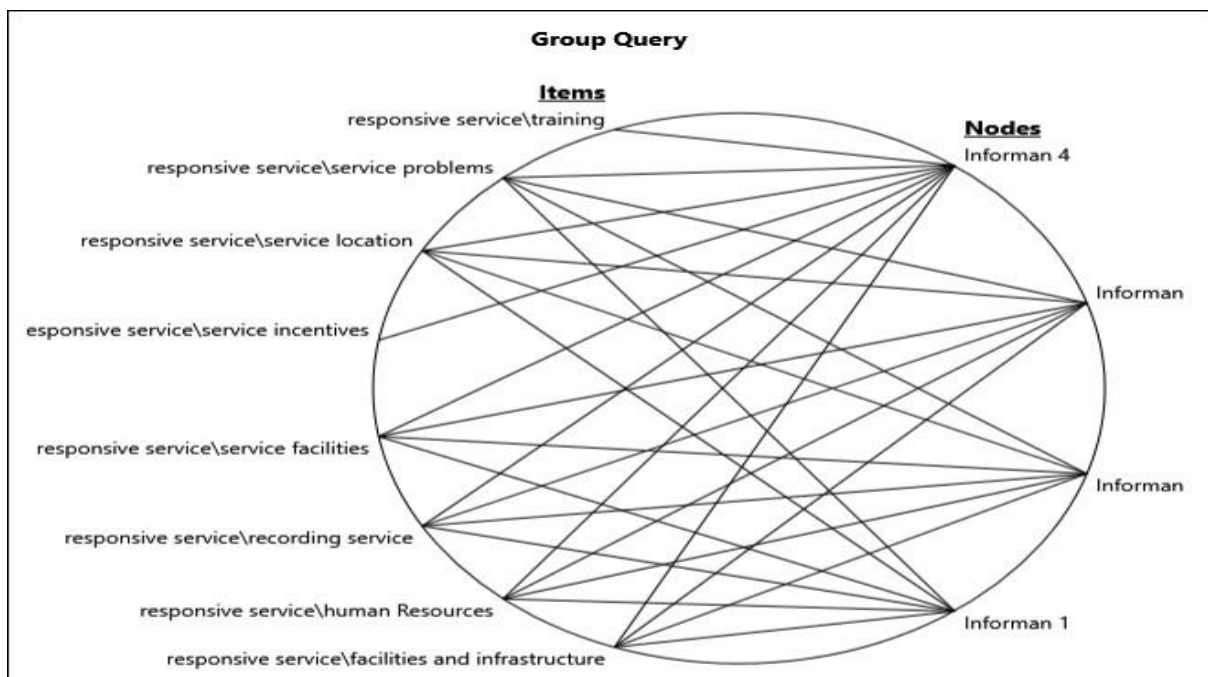 Group Query
Items
responsive service\training
Nodes
Informan 4
responsive service\service problems
responsive service\service location
Informan
esponsive service\service incentives
responsive service\service facilities
Informan
responsive service\recording service
responsive service\human Resources
Informan 1
responsive service\facilities and infrastructure